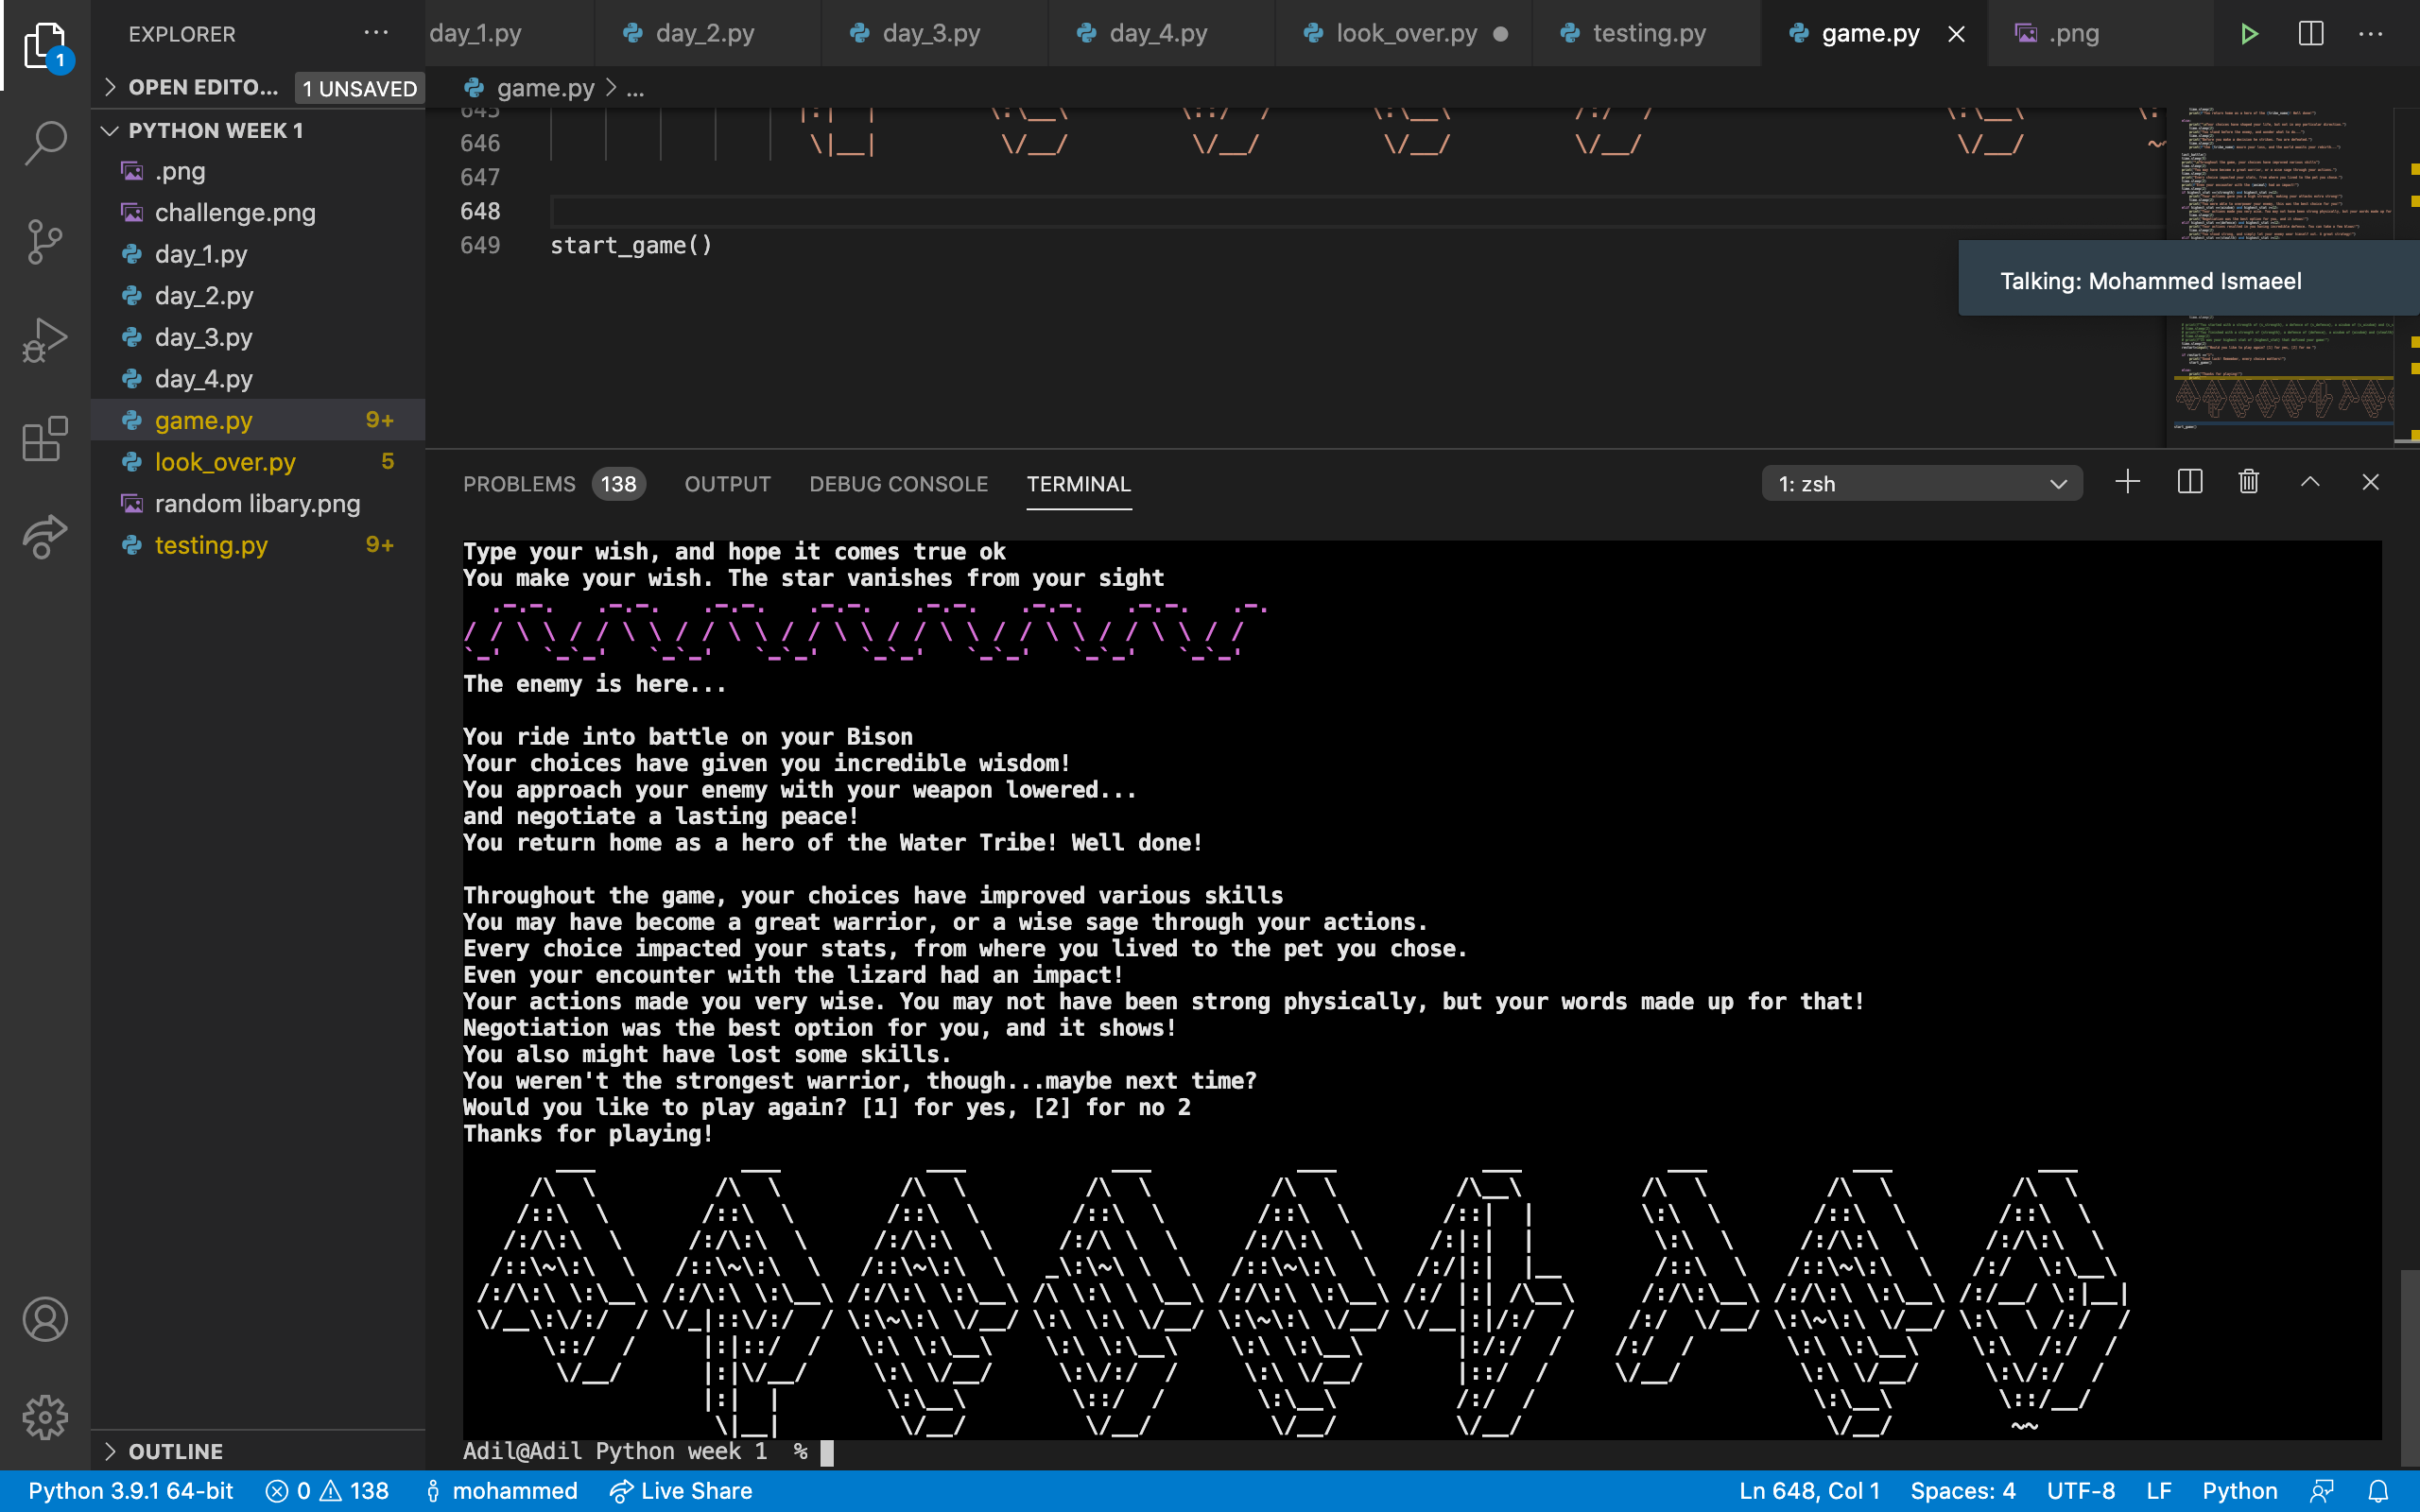 EXPLORER
day_1.py
day_2.py
day_3.py
day_4.py
look_over.py
testing.py
game.py
.png
OPEN EDITO...
1 UNSAVED
game.py > ...
PYTHON WEEK 1
.png
challenge.png
day_1.py
day_2.py
day_3.py
day_4.py
game.py 9+
look_over.py 5
random libary.png
testing.py 9+
OUTLINE
645
646
647
648
649 start_game()
Talking: Mohammed Ismaeel
PROBLEMS 138 OUTPUT DEBUG CONSOLE TERMINAL
1: zsh
Type your wish, and hope it comes true ok
You make your wish. The star vanishes from your sight
The enemy is here...
You ride into battle on your Bison
Your choices have given you incredible wisdom!
You approach your enemy with your weapon lowered...
and negotiate a lasting peace!
You return home as a hero of the Water Tribe! Well done!
Throughout the game, your choices have improved various skills
You may have become a great warrior, or a wise sage through your actions.
Every choice impacted your stats, from where you lived to the pet you chose.
Even your encounter with the lizard had an impact!
Your actions made you very wise. You may not have been strong physically, but your words made up for that!
Negotiation was the best option for you, and it shows!
You also might have lost some skills.
You weren't the strongest warrior, though...maybe next time?
Would you like to play again? [1] for yes, [2] for no 2
Thanks for playing!
Adil@Adil Python week 1 %
Python 3.9.1 64-bit 0 138 mohammed Live Share Ln 648, Col 1 Spaces: 4 UTF-8 LF Python